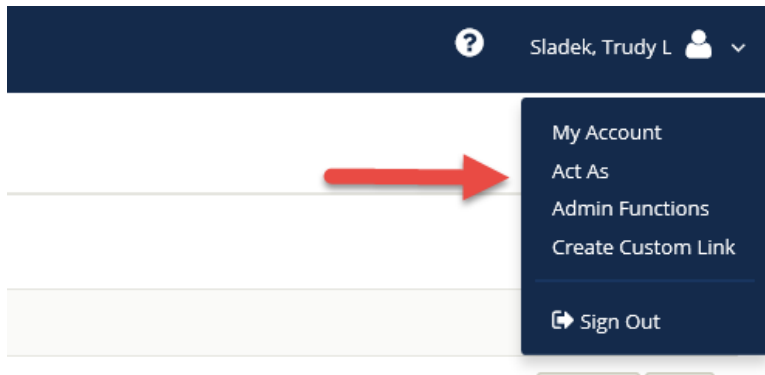 Sladek, Trudy L
My Account
Act As
Admin Functions
Create Custom Link
Sign Out